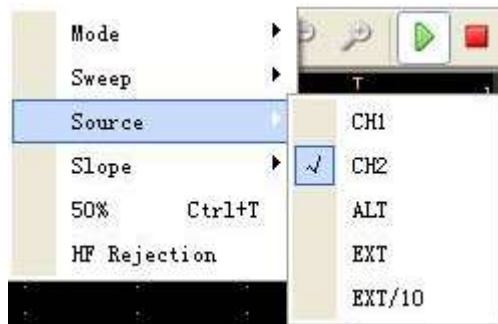 Mode
Sweep
T
Source
CH1
Slope
CH2
50% Ctrl+T
ALT
HF Rejection
EXT
EXT/10